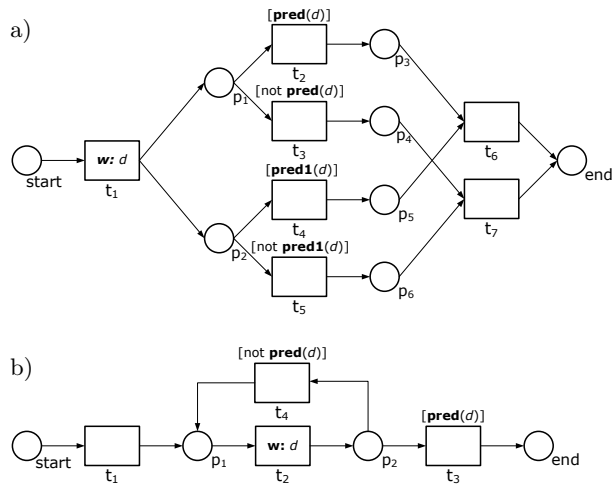 a)
[pred(d)]
t2
p1
p3
[not pred(d)]
t3
p4
t6
start
w: d
t1
end
[pred1(d)]
t4
p5
t7
p2
[not pred1(d)]
t5
p6
b)
[not pred(d)]
t4
[pred(d)]
start
t1
p1
w: d
t2
p2
t3
end